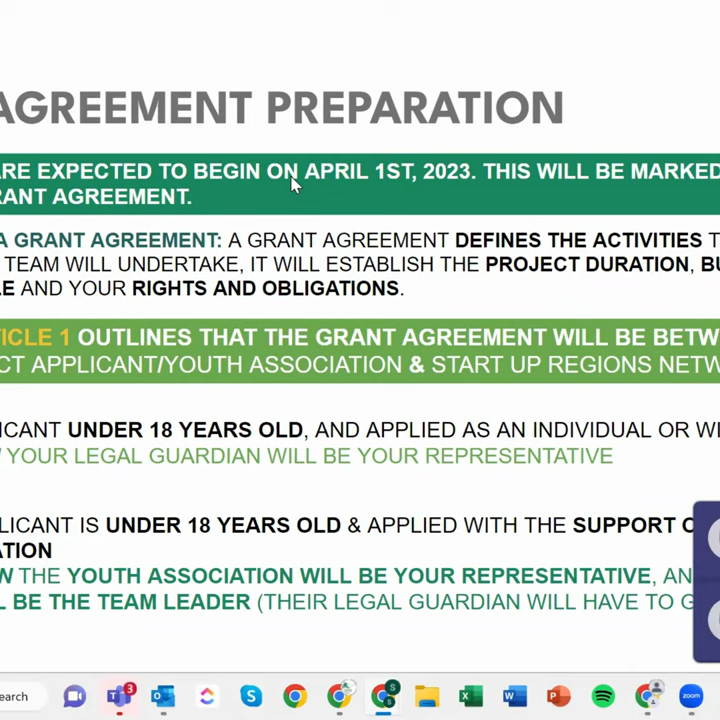 AGREEMENT PREPARATION
ARE EXPECTED TO BEGIN ON APRIL 1ST, 2023. THIS WILL BE MARKED
GRANT AGREEMENT.
A GRANT AGREEMENT: A GRANT AGREEMENT DEFINES THE ACTIVITIES T
TEAM WILL UNDERTAKE, IT WILL ESTABLISH THE PROJECT DURATION, BU
LE AND YOUR RIGHTS AND OBLIGATIONS.
ICLE 1 OUTLINES THAT THE GRANT AGREEMENT WILL BE BETW
CT APPLICANT/YOUTH ASSOCIATION & START UP REGIONS NETW
ICANT UNDER 18 YEARS OLD, AND APPLIED AS AN INDIVIDUAL OR WI
YOUR LEGAL GUARDIAN WILL BE YOUR REPRESENTATIVE
LICANT IS UNDER 18 YEARS OLD & APPLIED WITH THE SUPPORT O
ATION
W THE YOUTH ASSOCIATION WILL BE YOUR REPRESENTATIVE, AN
L BE THE TEAM LEADER (THEIR LEGAL GUARDIAN WILL HAVE TO G
earch
3
S
zoom